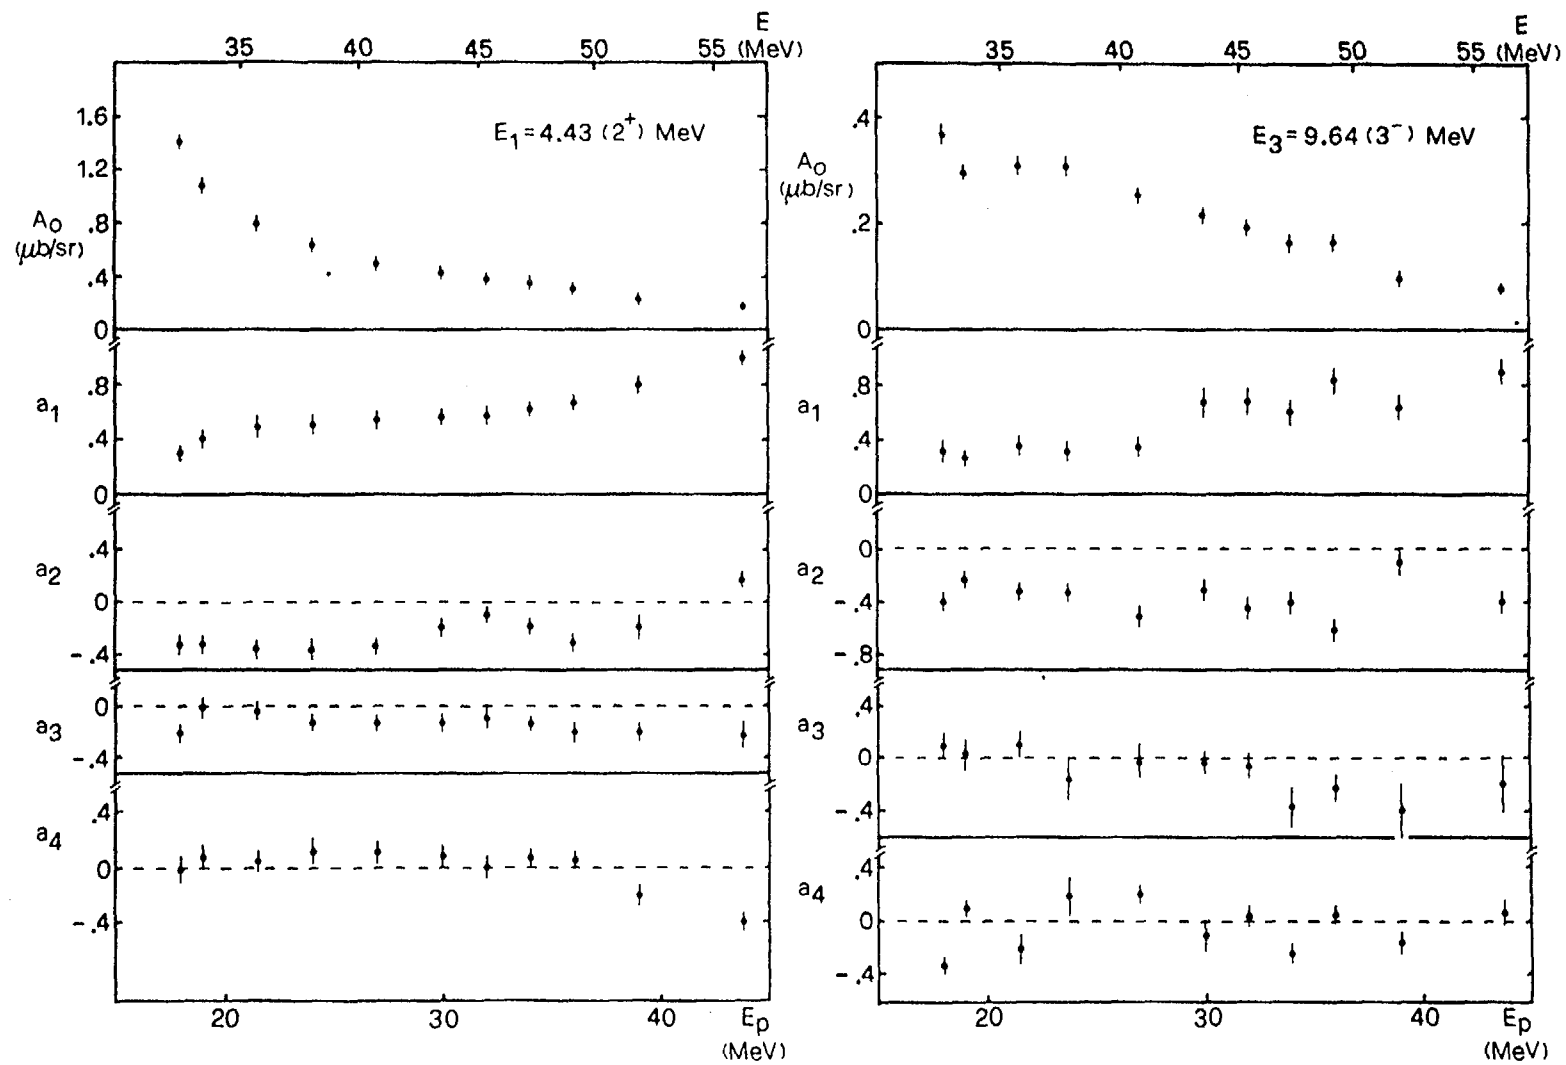 E
35 40 45 50 55 (MeV)
1.6
E1=4.43 (2+) MeV
1.2
A0
(μb/sr)
.8
.4
0
.8
a1
.4
0
.4
a2
0
-.4
0
a3
-.4
.4
a4
0
-.4
20 30 40 Ep
(MeV)
E
35 40 45 50 55 (MeV)
.4
E3=9.64 (3-) MeV
A0
(μb/sr)
.2
0
.8
a1
.4
0
0
a2
-.4
-.8
.4
a3
0
-.4
.4
a4
0
-.4
20 30 40 Ep
(MeV)